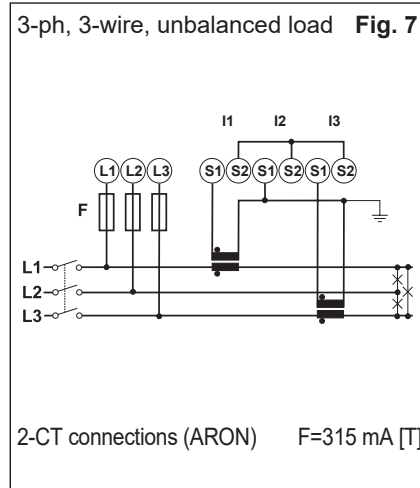 3-ph, 3-wire, unbalanced load Fig. 7
I1 I2 I3
L1 L2 L3 S1 S2 S1 S2 S1 S2
F
L1
L2
L3
2-CT connections (ARON) F=315 mA [T]